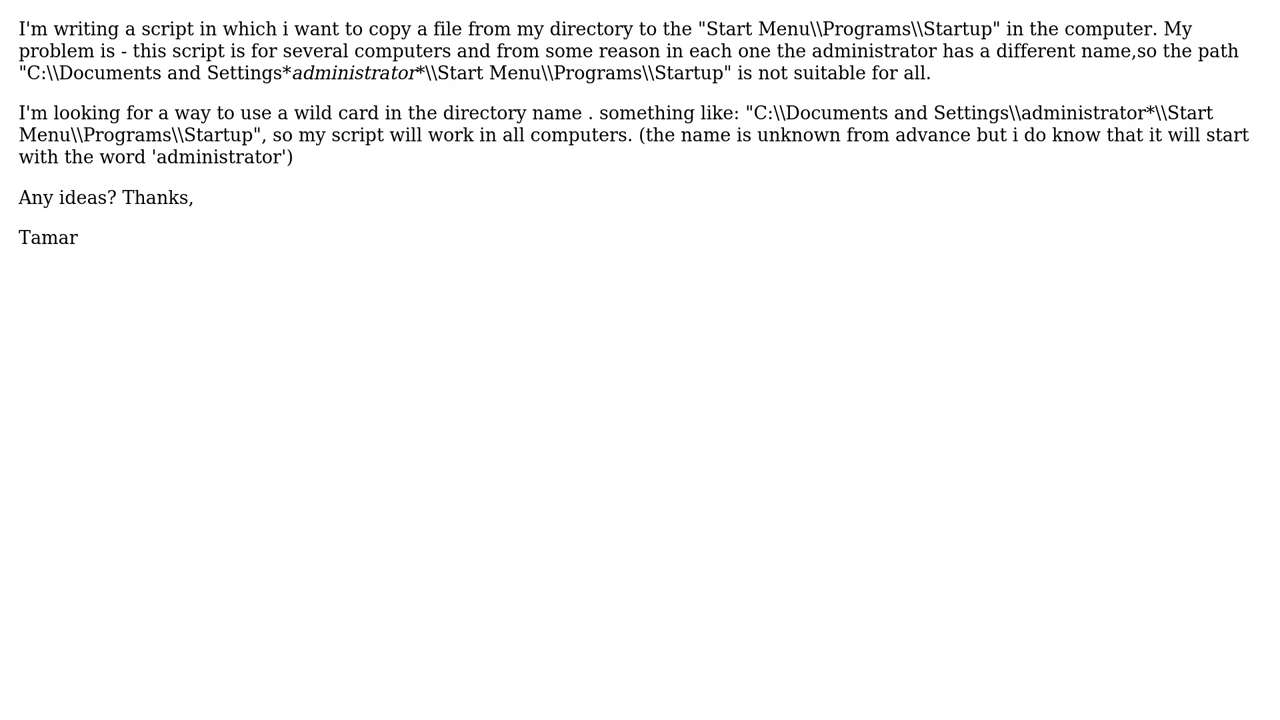 I'm writing a script in which i want to copy a file from my directory to the "Start Menu\\Programs\\Startup" in the computer. My
problem is - this script is for several computers and from some reason in each one the administrator has a different name,so the path
"C:\\Documents and Settings*administrator*\\Start Menu\\Programs\\Startup" is not suitable for all.
I'm looking for a way to use a wild card in the directory name . something like: "C:\\Documents and Settings\\administrator*\\Start
Menu\\Programs\\Startup", so my script will work in all computers. (the name is unknown from advance but i do know that it will start
with the word 'administrator')
Any ideas? Thanks,
Tamar